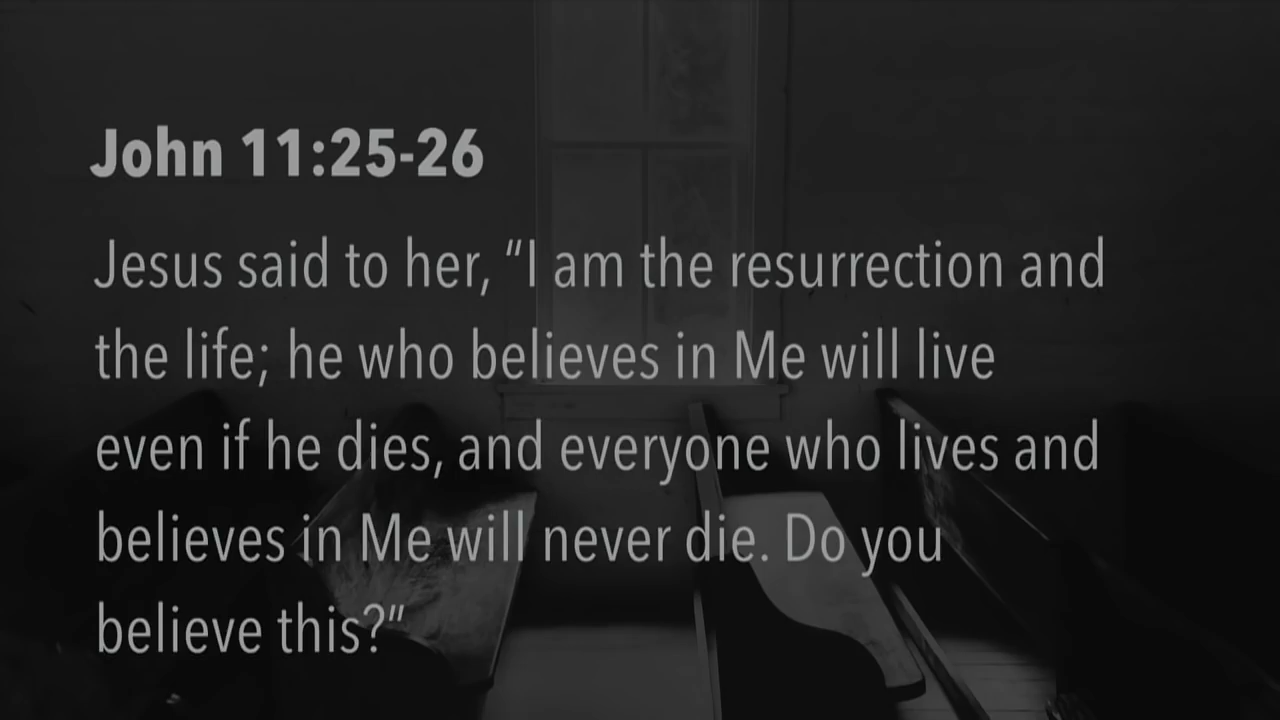 John 11:25-26
Jesus said to her, “I am the resurrection and
the life; he who believes in Me will live
even if he dies, and everyone who lives and
believes in Me will never die. Do you
believe this?”